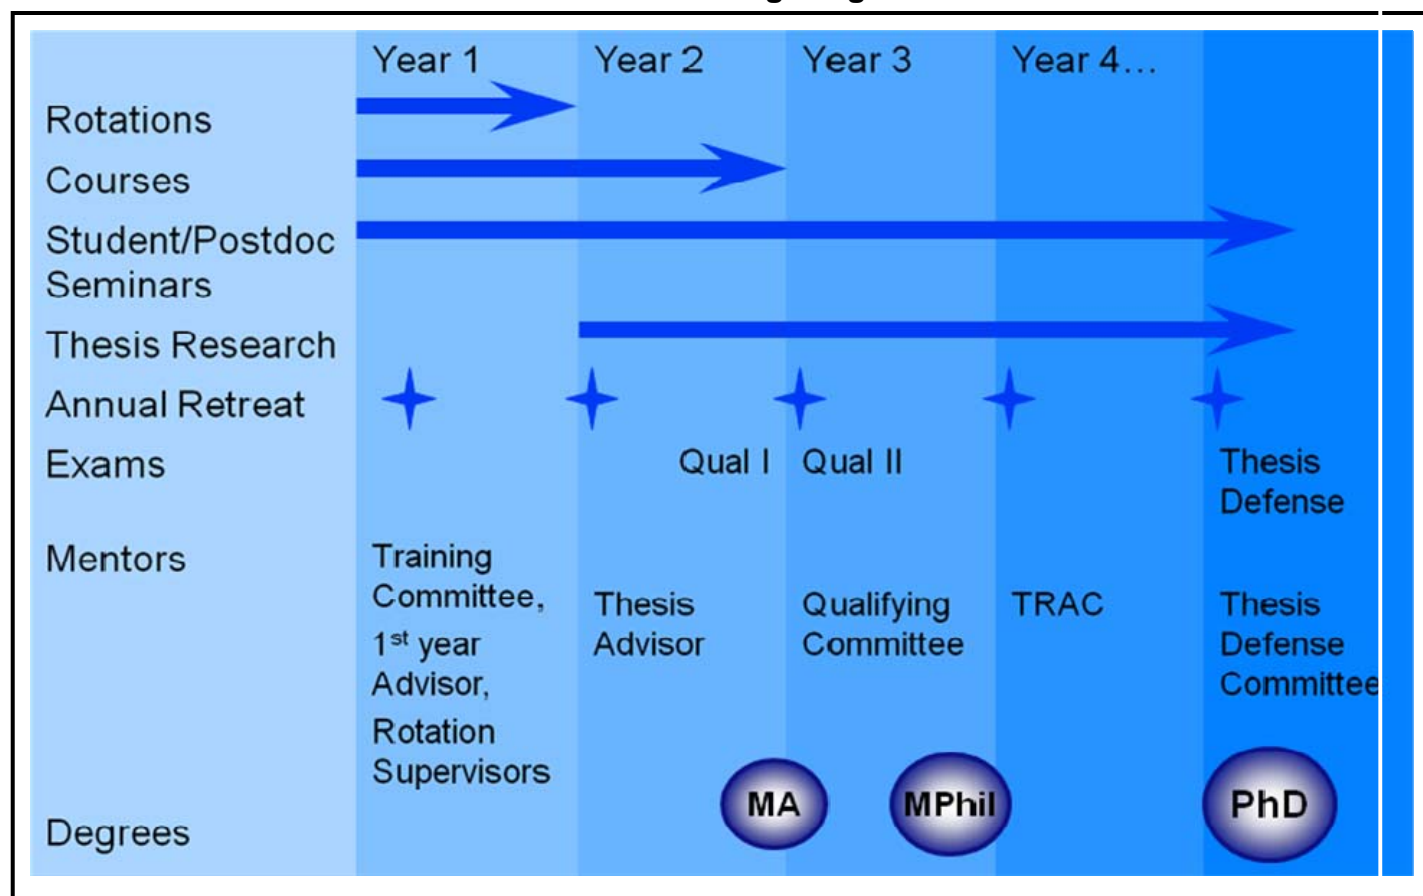 Year 1 Year 2 Year 3 Year 4…
Rotations
Courses
Student/Postdoc
Seminars
Thesis Research
Annual Retreat
Exams Qual I Qual II Thesis
Defense
Mentors Training
Committee,
1st year
Advisor,
Rotation
Supervisors
Thesis
Advisor
Qualifying
Committee
TRAC
Thesis
Defense
Committee
Degrees MA MPhil PhD